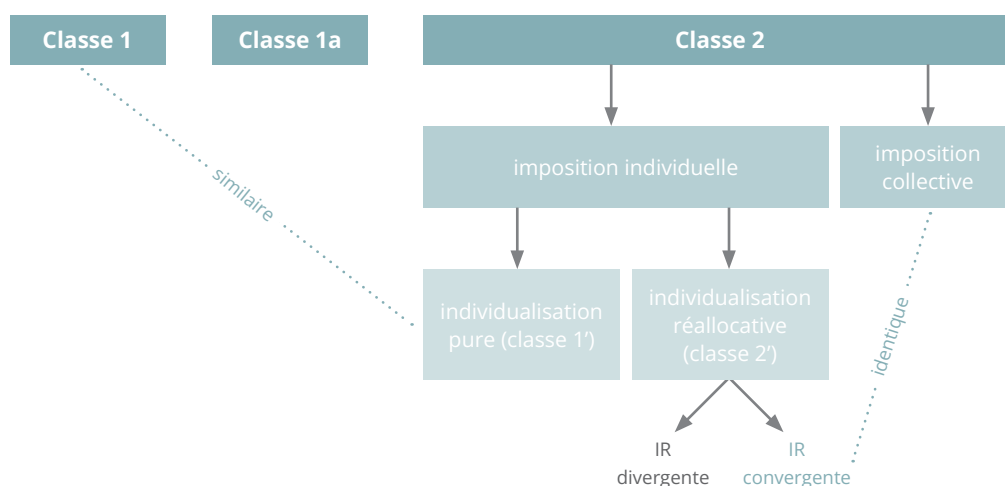 Classe 1
Classe 1a
Classe 2
imposition individuelle
imposition
collective
similaire
individualisation
pure (classe 1’)
individualisation
réallocative
(classe 2’)
identique
IR
divergente
IR
convergente